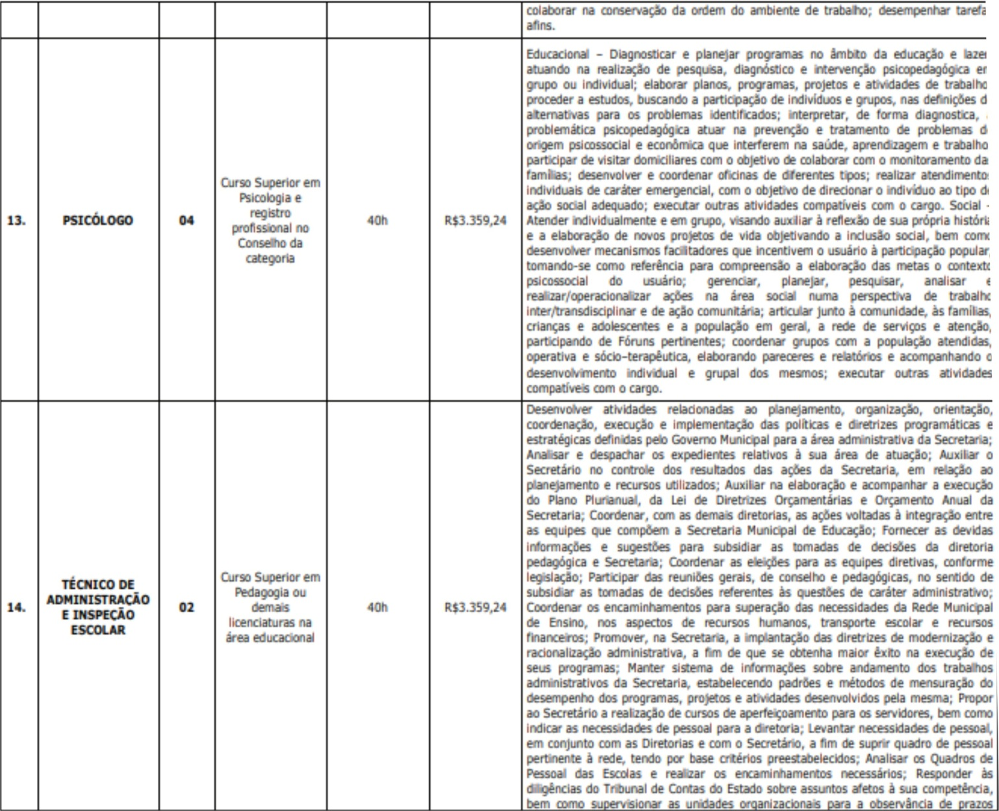 colaborar na conservação da ordem do ambiente de trabalho; desempenhar tarefa
afins.
13.
PSICÓLOGO
04
Curso Superior em
Psicologia e
registro
profissional no
Conselho da
categoria
40h
R$3.359,24
Educacional – Diagnosticar e planejar programas no âmbito da educação e lazer
atuando na realização de pesquisa, diagnóstico e intervenção psicopedagógica em
grupo ou individual; elaborar planos, programas, projetos e atividades de trabalho
proceder a estudos, buscando a participação de indivíduos e grupos, nas definições d
alternativas para os problemas identificados; interpretar, de forma diagnostica,
problemática psicopedagógica atuar na prevenção e tratamento de problemas d
origem psicossocial e econômica que interferem na saúde, aprendizagem e trabalho
participar de visitar domiciliares com o objetivo de colaborar com o monitoramento da
famílias; desenvolver e coordenar oficinas de diferentes tipos; realizar atendimento
individuais de caráter emergencial, com o objetivo de direcionar o indivíduo ao tipo d
ação social adequado; executar outras atividades compatíveis com o cargo. Social -
Atender individualmente e em grupo, visando auxiliar à reflexão de sua própria história
e a elaboração de novos projetos de vida objetivando a inclusão social, bem como
desenvolver mecanismos facilitadores que incentivem o usuário à participação popular,
tomando-se como referência para compreensão a elaboração das metas o contexto
psicossocial do usuário; gerenciar, planejar, pesquisar, analisar e
realizar/operacionalizar ações na área social numa perspectiva de trabalho
inter/transdisciplinar e de ação comunitária; articular junto à comunidade, às famílias,
crianças e adolescentes e a população em geral, a rede de serviços e atenção,
participando de Fóruns pertinentes; coordenar grupos com a população atendidas,
operativa e sócio–terapêutica, elaborando pareceres e relatórios e acompanhando o
desenvolvimento individual e grupal dos mesmos; executar outras atividades
compatíveis com o cargo.
14.
TÉCNICO DE
ADMINISTRAÇÃO
E INSPEÇÃO
ESCOLAR
02
Curso Superior em
Pedagogia ou
demais
licenciaturas na
área educacional
40h
R$3.359,24
Desenvolver atividades relacionadas ao planejamento, organização, orientação,
coordenação, execução e implementação das políticas e diretrizes programáticas e
estratégicas definidas pelo Governo Municipal para a área administrativa da Secretaria;
Analisar e despachar os expedientes relativos à sua área de atuação; Auxiliar o
Secretário no controle dos resultados das ações da Secretaria, em relação ao
planejamento e recursos utilizados; Auxiliar na elaboração e acompanhar a execução
do Plano Plurianual, da Lei de Diretrizes Orçamentárias e Orçamento Anual da
Secretaria; Coordenar, com as demais diretorias, as ações voltadas à integração entre
as equipes que compõem a Secretaria Municipal de Educação; Fornecer as devidas
informações e sugestões para subsidiar as tomadas de decisões da diretoria
pedagógica e Secretaria; Coordenar as eleições para as equipes diretivas, conforme
legislação; Participar das reuniões gerais, de conselho e pedagógicas, no sentido de
subsidiar as tomadas de decisões referentes às questões de caráter administrativo;
Coordenar os encaminhamentos para superação das necessidades da Rede Municipal
de Ensino, nos aspectos de recursos humanos, transporte escolar e recursos
financeiros; Promover, na Secretaria, a implantação das diretrizes de modernização e
racionalização administrativa, a fim de que se obtenha maior êxito na execução de
seus programas; Manter sistema de informações sobre andamento dos trabalhos
administrativos da Secretaria, estabelecendo padrões e métodos de mensuração do
desempenho dos programas, projetos e atividades desenvolvidos pela mesma; Propor
ao Secretário a realização de cursos de aperfeiçoamento para os servidores, bem como
indicar as necessidades de pessoal para a diretoria; Levantar necessidades de pessoal,
em conjunto com as Diretorias e com o Secretário, a fim de suprir quadro de pessoal
pertinente à rede, tendo por base critérios preestabelecidos; Analisar os Quadros de
Pessoal das Escolas e realizar os encaminhamentos necessários; Responder às
diligências do Tribunal de Contas do Estado sobre assuntos afetos à sua competência,
bem como supervisionar as unidades organizacionais para a observância de prazos